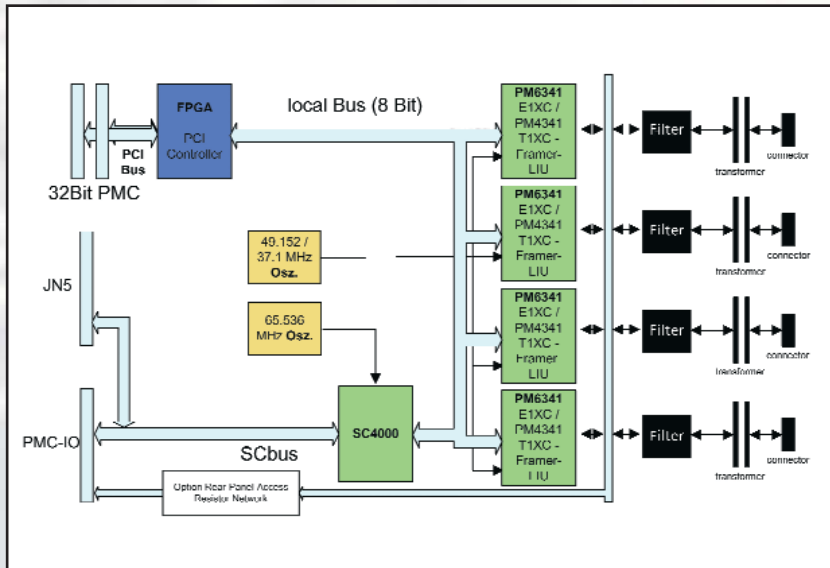 FPGA
PCI
Controller
PCI
Bus
32Bit PMC
local Bus (8 Bit)
PM6341
E1XC /
PM4341
T1XC -
Framer-
LIU
Filter
transformer
connector
PM6341
E1XC /
PM4341
T1XC -
Framer-
LIU
Filter
transformer
connector
49.152 /
37.1 MHz
Osz.
JN5
65.536
MHz Osz.
PM6341
E1XC /
PM4341
T1XC -
Framer
LIU
Filter
transformer
connector
SC4000
PM6341
E1XC /
PM4341
T1XC -
Framer-
LIU
Filter
transformer
connector
PMC-IO
SCbus
Option Rear Panel Access
Resistor Network